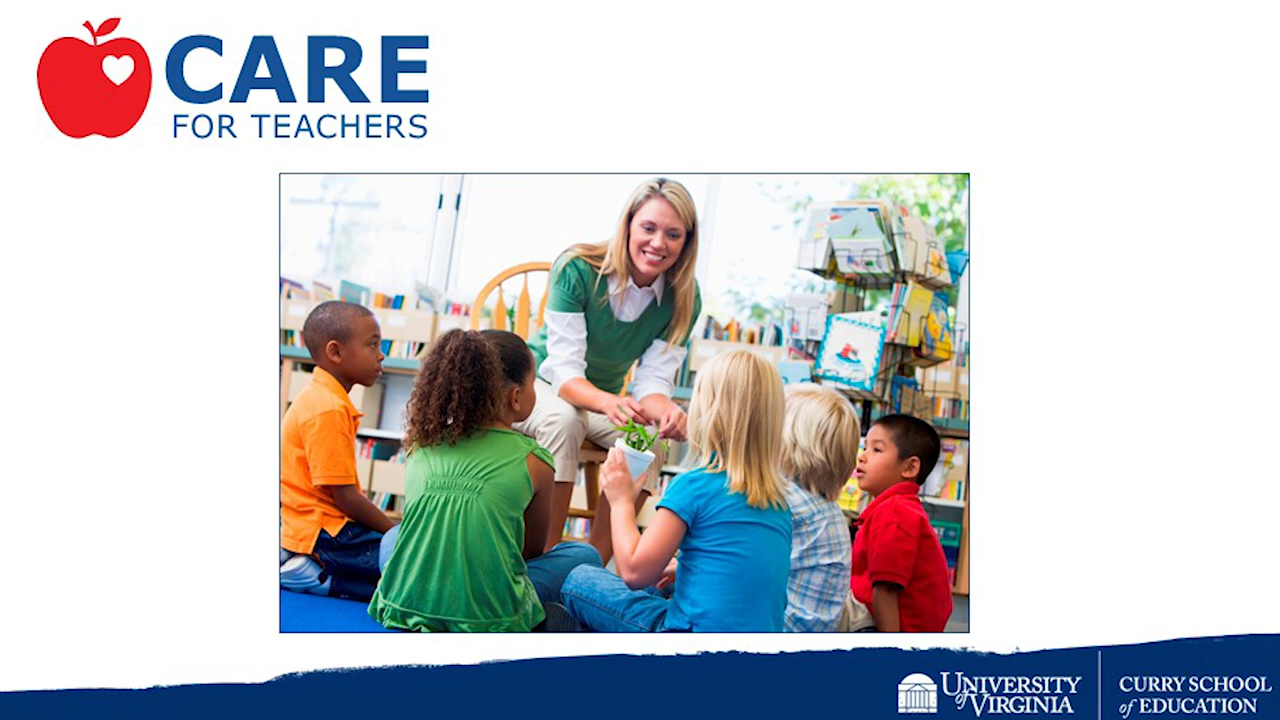 CARE
FOR TEACHERS
UNIVERSITY
of VIRGINIA
CURRY SCHOOL
of EDUCATION